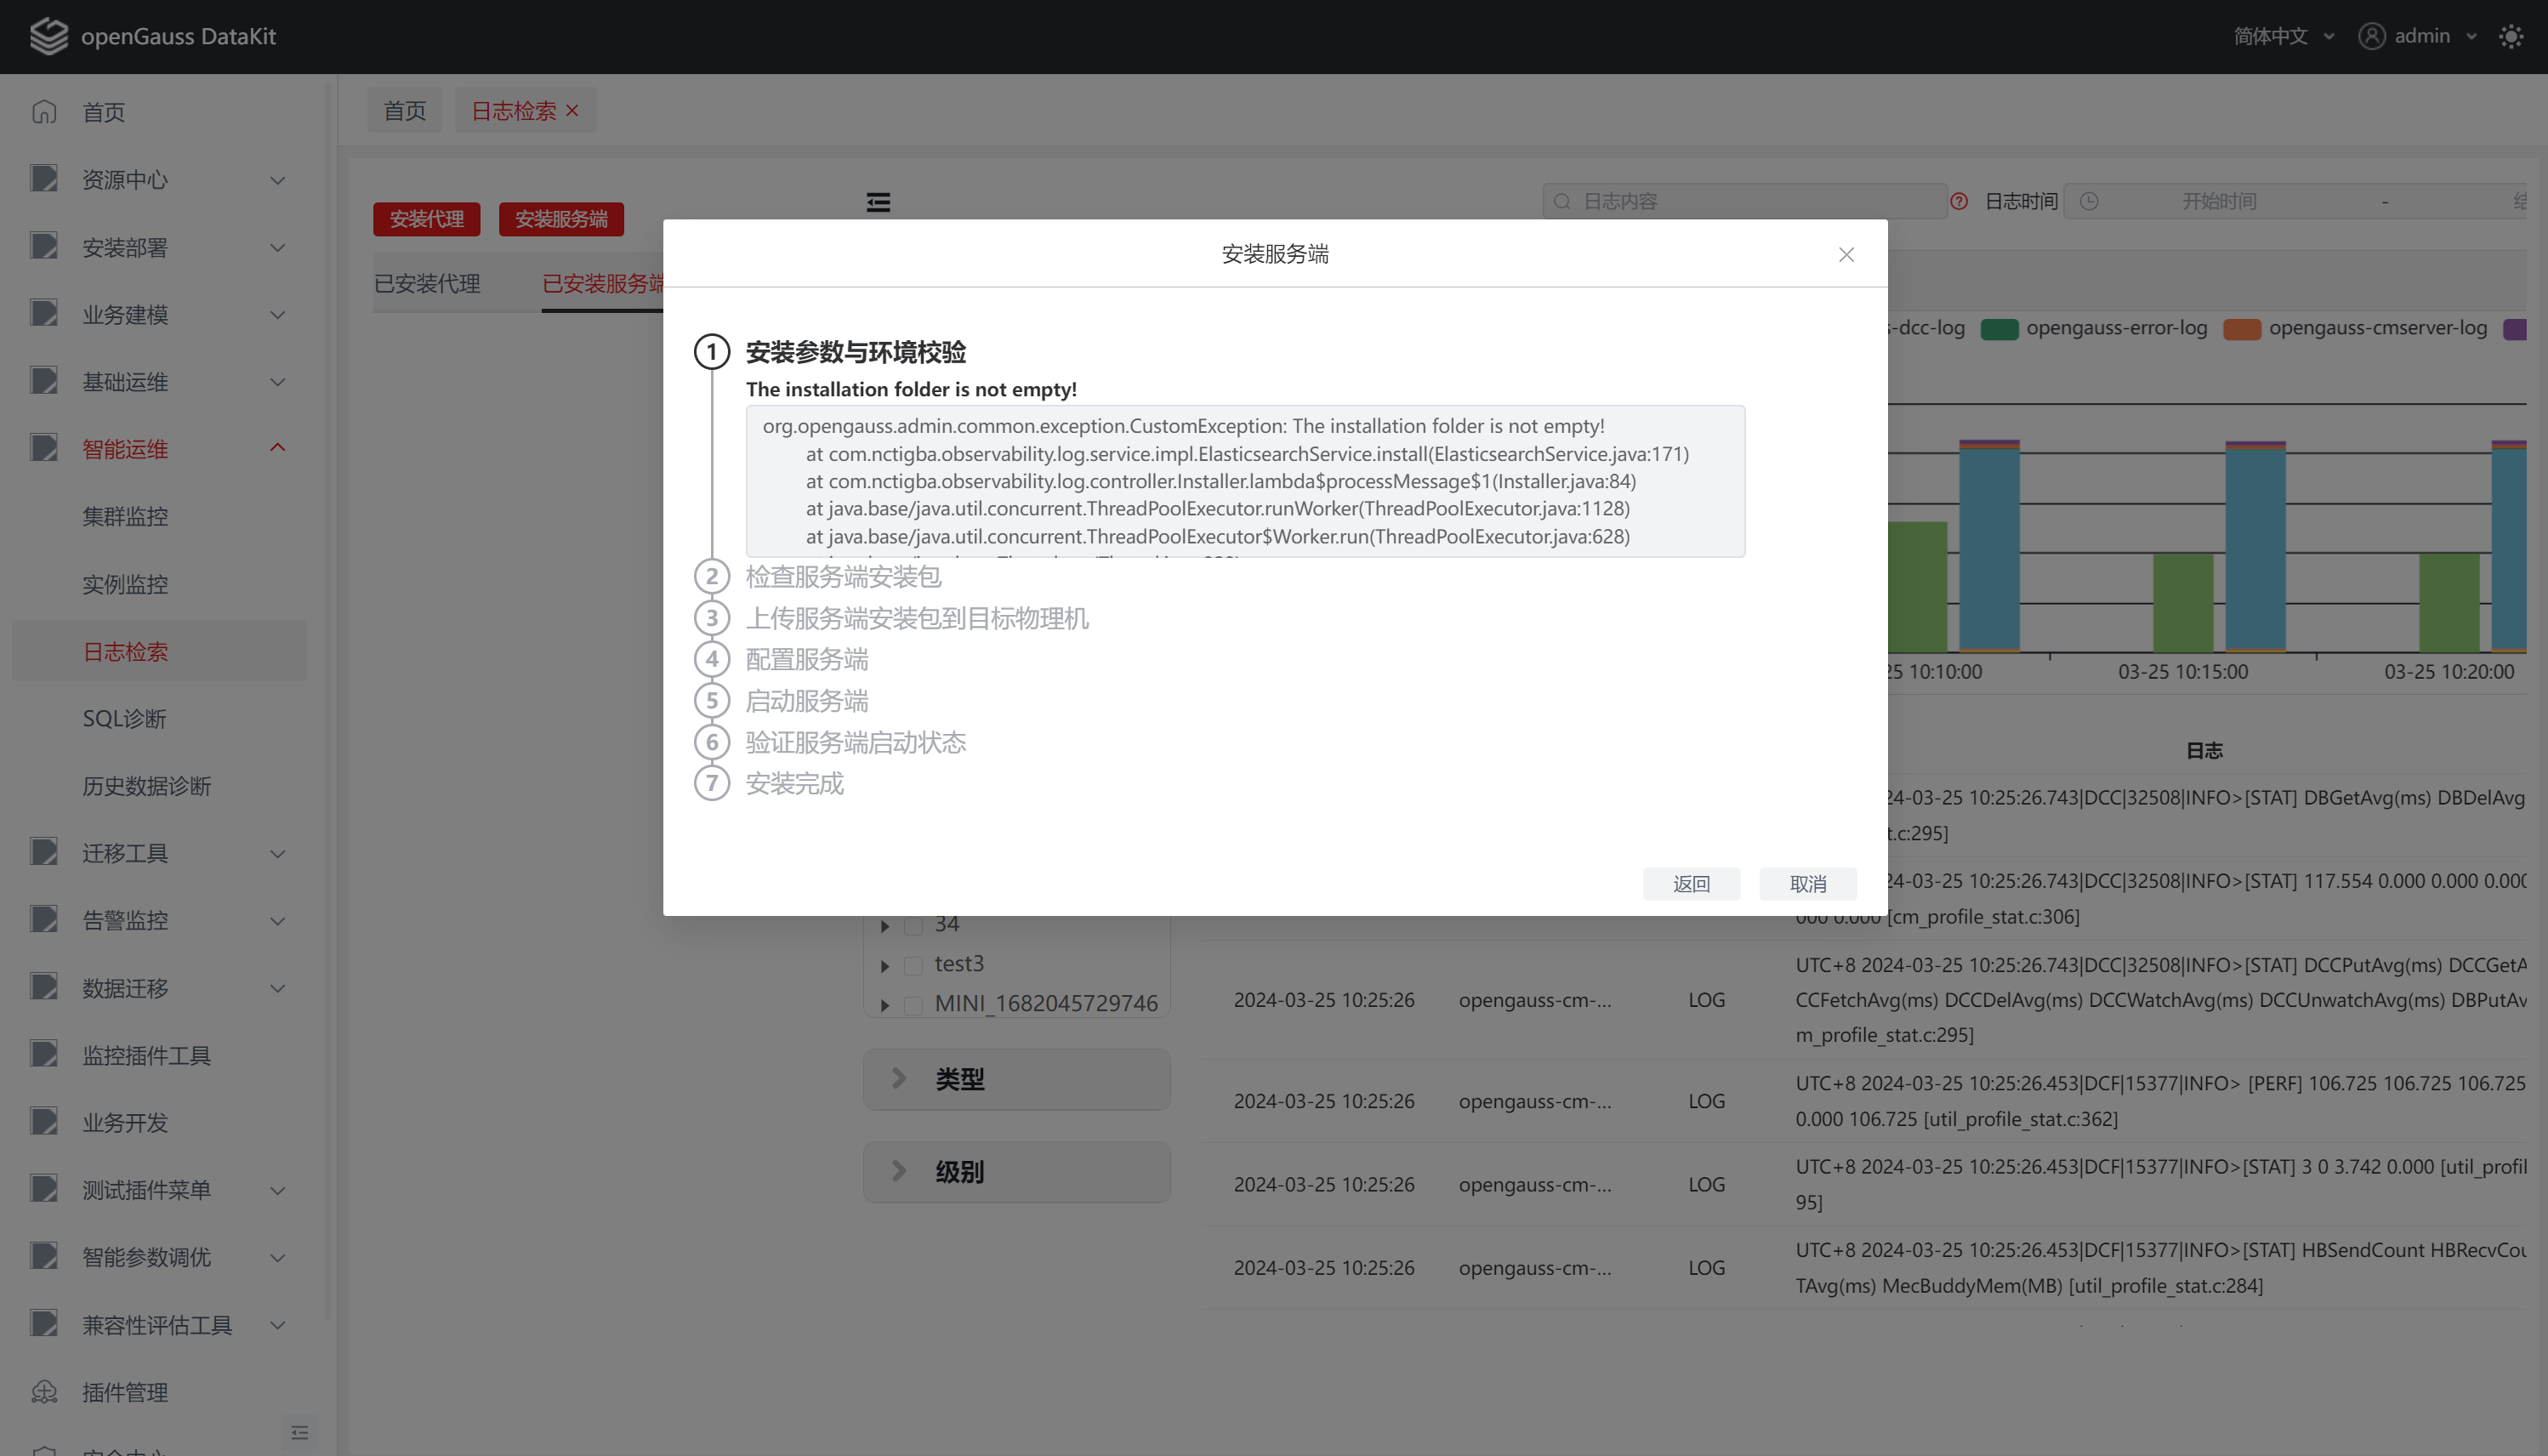 openGauss DataKit
简体中文
admin
首页
资源中心
安装部署
业务建模
基础运维
智能运维
集群监控
实例监控
日志检索
SQL诊断
历史数据诊断
迁移工具
告警监控
数据迁移
监控插件工具
业务开发
测试插件菜单
智能参数调优
兼容性评估工具
插件管理
首页
日志检索
安装代理
安装服务端
已安装代理
已安装服务端
日志内容
日志时间
开始时间
-
安装服务端
1 安装参数与环境校验
The installation folder is not empty!
org.opengauss.admin.common.exception.CustomException: The installation folder is not empty!
at com.nctigba.observability.log.service.impl.ElasticsearchService.install(ElasticsearchService.java:171)
at com.nctigba.observability.log.controller.Installer.lambda$processMessage$1(Installer.java:84)
at java.base/java.util.concurrent.ThreadPoolExecutor.runWorker(ThreadPoolExecutor.java:1128)
at java.base/java.util.concurrent.ThreadPoolExecutor$Worker.run(ThreadPoolExecutor.java:628)
2 检查服务端安装包
3 上传服务端安装包到目标物理机
4 配置服务端
5 启动服务端
6 验证服务端启动状态
7 安装完成
返回
取消
s-dcc-log
opengauss-error-log
opengauss-cmserver-log
25 10:10:00
03-25 10:15:00
03-25 10:20:00
34
test3
MINI_1682045729746
类型
级别
日志
24-03-25 10:25:26.743|DCC|32508|INFO>[STAT] DBGetAvg(ms) DBDelAvg
t.c:295]
24-03-25 10:25:26.743|DCC|32508|INFO>[STAT] 117.554 0.000 0.000 0.000
000 0.000 [cm_profile_stat.c:306]
2024-03-25 10:25:26
opengauss-cm-...
LOG
UTC+8 2024-03-25 10:25:26.743|DCC|32508|INFO>[STAT] DCCPutAvg(ms) DCCGetA
CCFetchAvg(ms) DCCDelAvg(ms) DCCWatchAvg(ms) DCCUnwatchAvg(ms) DBPutAv
m_profile_stat.c:295]
2024-03-25 10:25:26
opengauss-cm-...
LOG
UTC+8 2024-03-25 10:25:26.453|DCF|15377|INFO> [PERF] 106.725 106.725 106.725
0.000 106.725 [util_profile_stat.c:362]
2024-03-25 10:25:26
opengauss-cm-...
LOG
UTC+8 2024-03-25 10:25:26.453|DCF|15377|INFO>[STAT] 3 0 3.742 0.000 [util_profil
95]
2024-03-25 10:25:26
opengauss-cm-...
LOG
UTC+8 2024-03-25 10:25:26.453|DCF|15377|INFO>[STAT] HBSendCount HBRecvCou
TAvg(ms) MecBuddyMem(MB) [util_profile_stat.c:284]